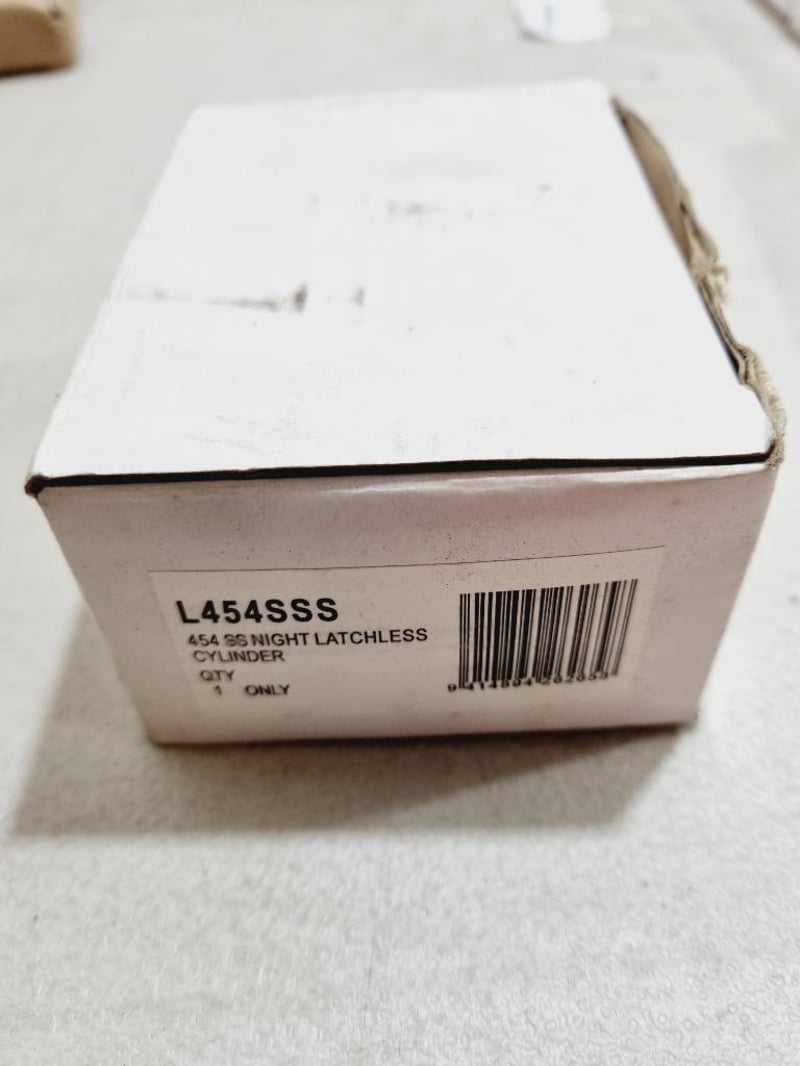 L454SSS
454 SS NIGHT LATCHLESS
CYLINDER
QTY
1 ONLY